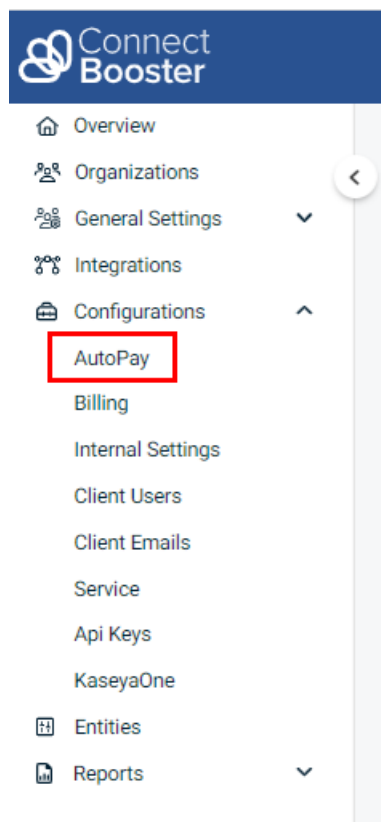 Connect
Booster
Overview
Organizations
General Settings
Integrations
Configurations
AutoPay
Billing
Internal Settings
Client Users
Client Emails
Service
Api Keys
KaseyaOne
Entities
Reports